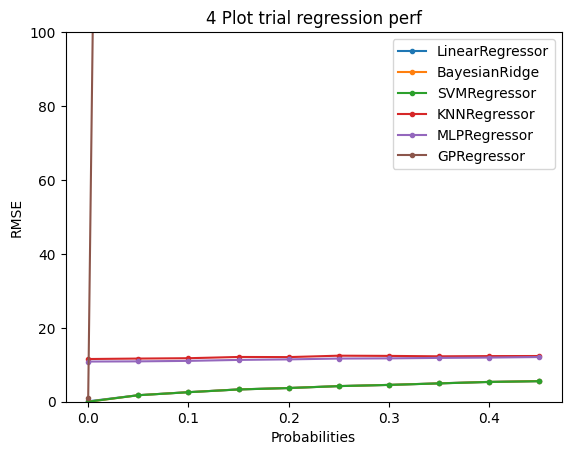 4 Plot trial regression perf
100
80
60
40
20
0
RMSE
LinearRegressor
BayesianRidge
SVMRegressor
KNNRegressor
MLPRegressor
GPRegressor
0.0 0.1 0.2 0.3 0.4
Probabilities